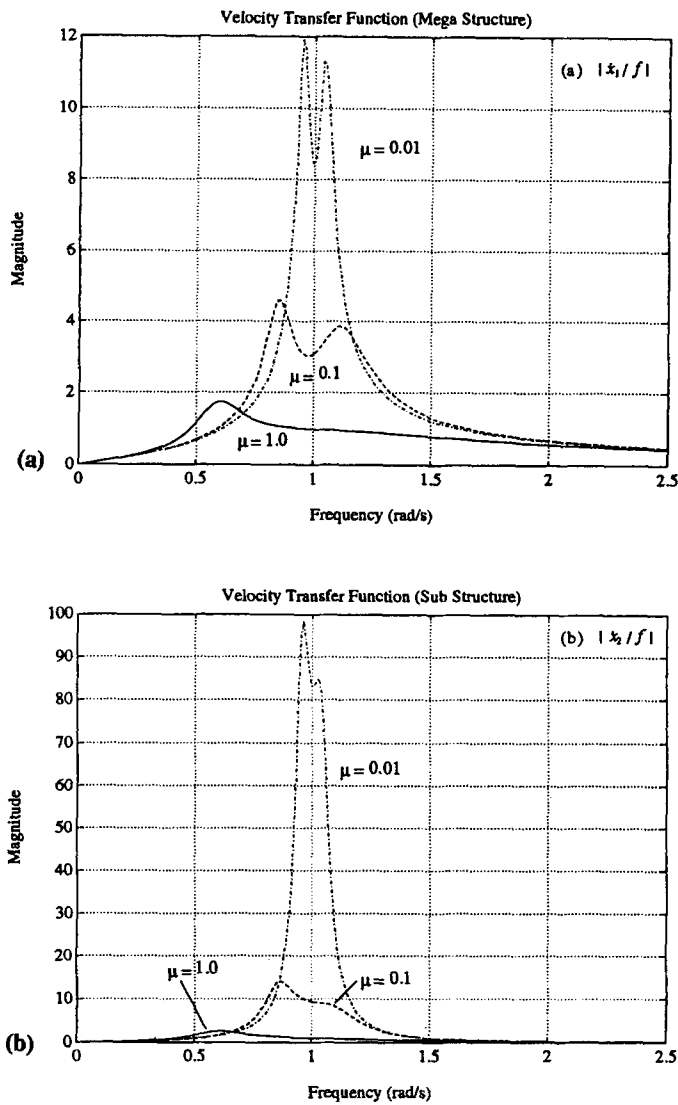 Velocity Transfer Function (Mega Structure)
12
10
8
6
4
2
0
Magnitude
(a) | ẋ₁ / f |
μ = 0.01
μ = 0.1
μ = 1.0
(a)
0 0.5 1 1.5 2 2.5
Frequency (rad/s)
Velocity Transfer Function (Sub Structure)
100
90
80
70
60
50
40
30
20
10
0
Magnitude
(b) | ẋ₂ / f |
μ = 0.01
μ = 1.0
μ = 0.1
(b)
0 0.5 1 1.5 2 2.5
Frequency (rad/s)